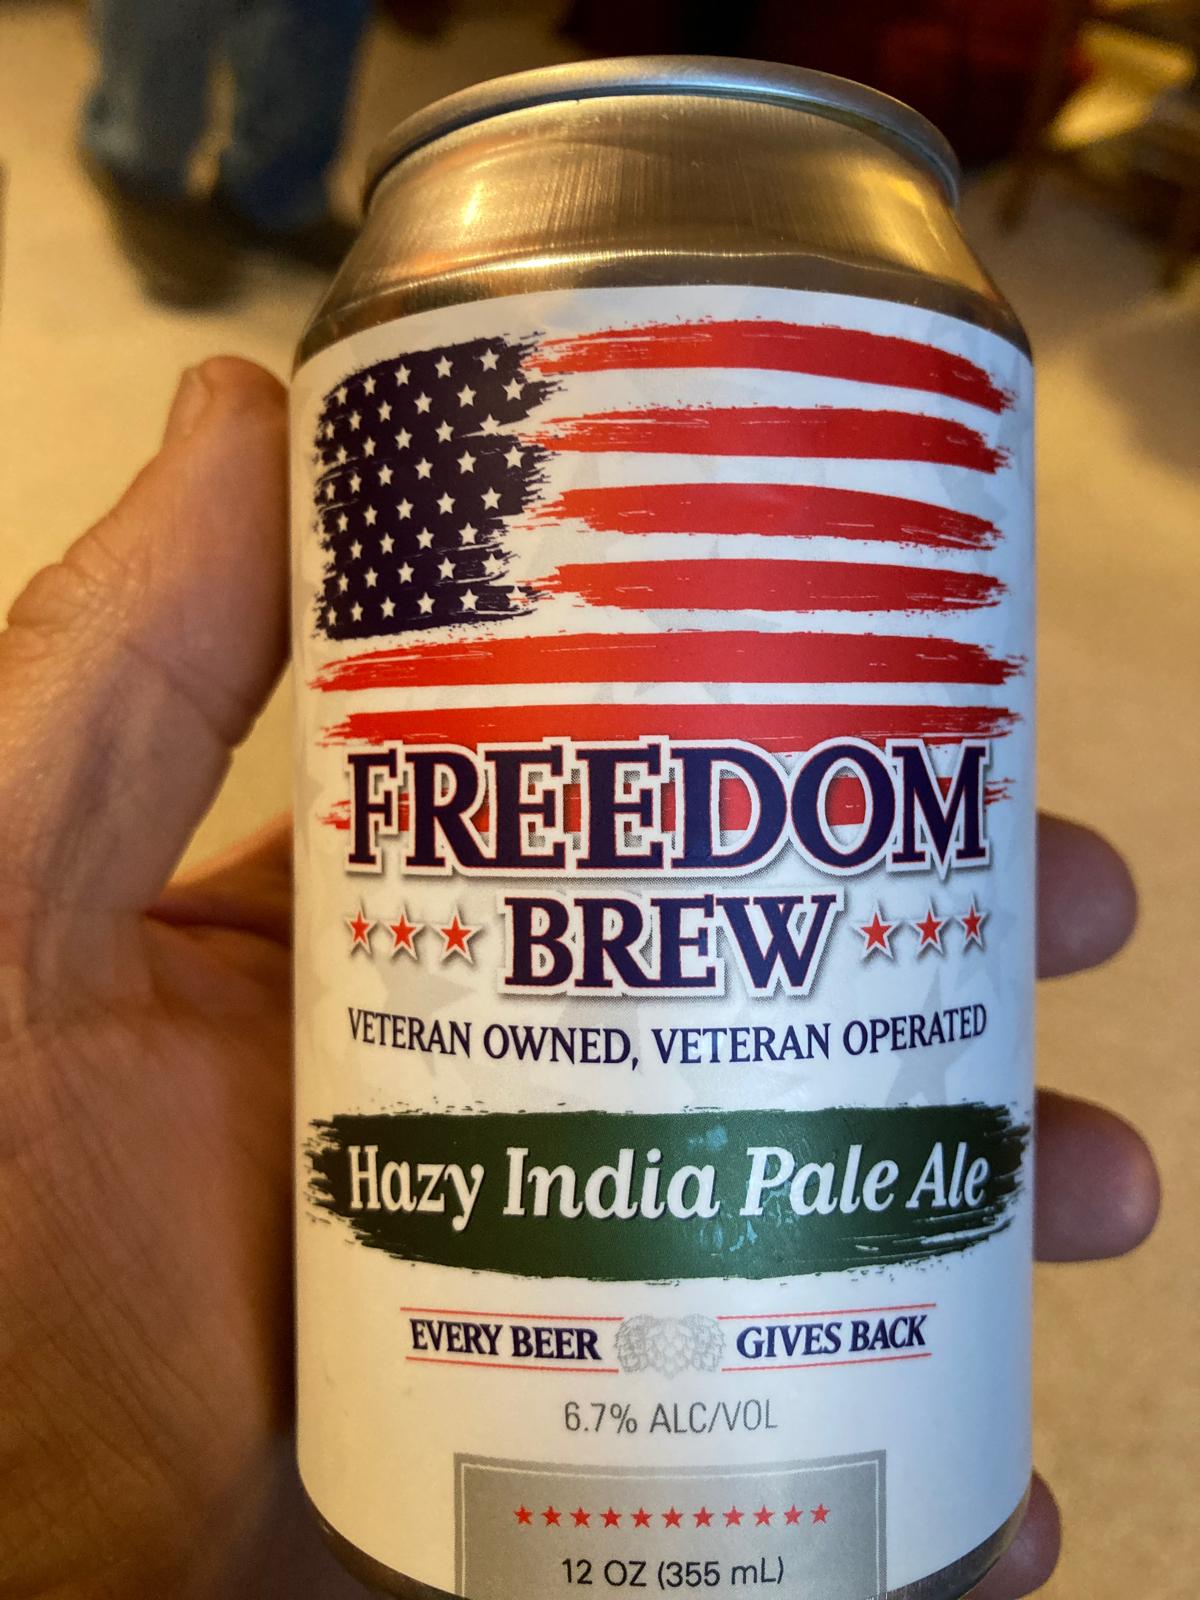 FREEDOM
BREW
VETERAN OWNED, VETERAN OPERATED
Hazy India Pale Ale
EVERY BEER GIVES BACK
6.7% ALC/VOL
12 OZ (355 mL)